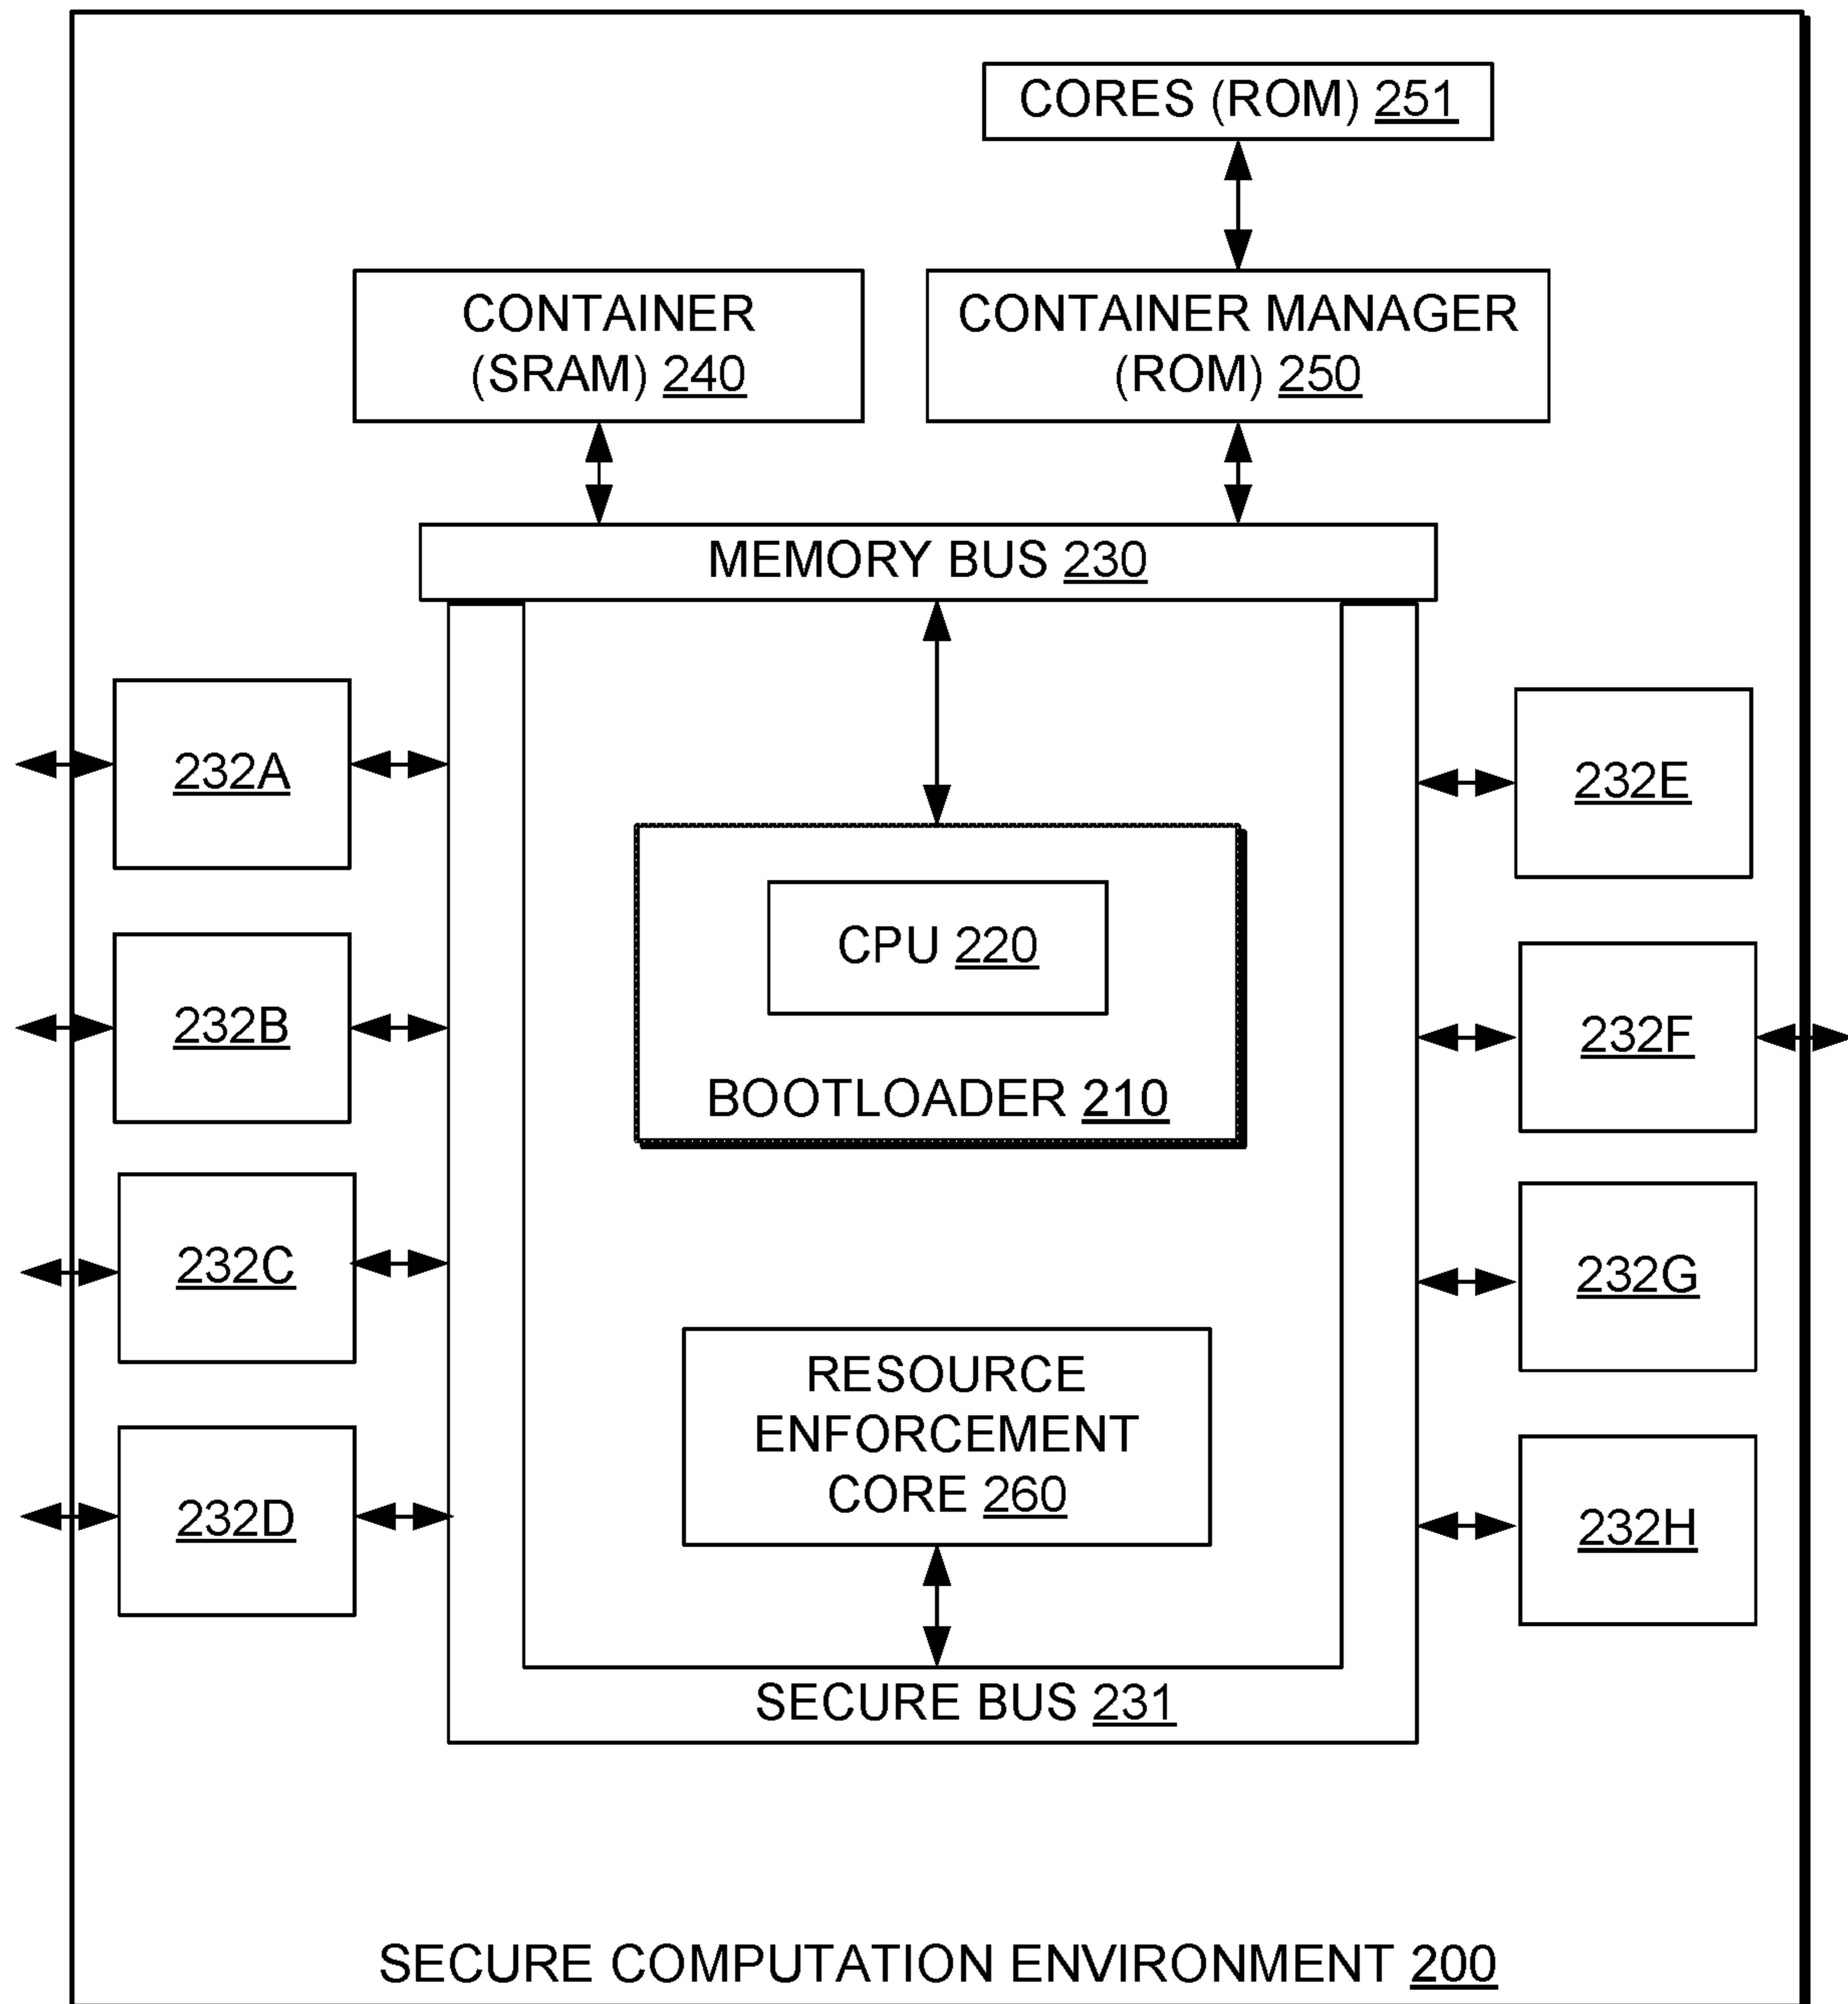 CORES (ROM) 251
CONTAINER
(SRAM) 240
CONTAINER MANAGER
(ROM) 250
MEMORY BUS 230
232A
232E
CPU 220
232B
232F
BOOTLOADER 210
232C
232G
RESOURCE
ENFORCEMENT
CORE 260
232D
232H
SECURE BUS 231
SECURE COMPUTATION ENVIRONMENT 200